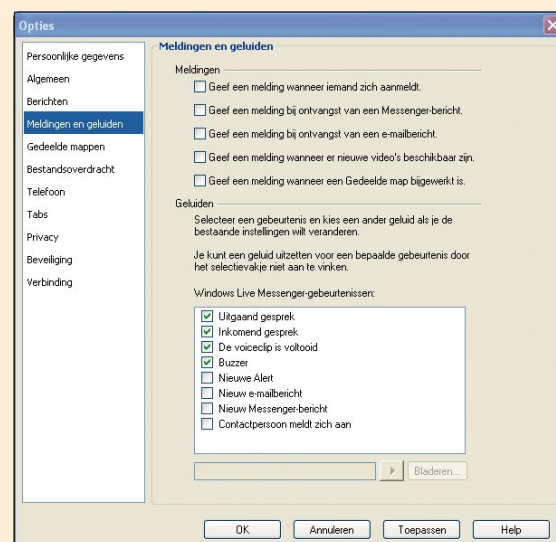 Opties
Persoonlijke gegevens
Algemeen
Berichten
Meldingen en geluiden
Gedeelde mappen
Bestandsoverdracht
Telefoon
Tabs
Privacy
Beveiliging
Verbinding
Meldingen en geluiden
Meldingen
Geef een melding wanneer iemand zich aanmeldt.
Geef een melding bij ontvangst van een Messenger-bericht.
Geef een melding bij ontvangst van een e-mailbericht.
Geef een melding wanneer er nieuwe video's beschikbaar zijn.
Geef een melding wanneer een Gedeelde map bijgewerkt is.
Geluiden
Selecteer een gebeurtenis en kies een ander geluid als je de
bestaande instellingen wilt veranderen.
Je kunt een geluid uitzetten voor een bepaalde gebeurtenis door
het selectievakje niet aan te vinken.
Windows Live Messenger-gebeurtenissen:
Uitgaand gesprek
Inkomend gesprek
De voiceclip is voltooid
Buzzer
Nieuwe Alert
Nieuw e-mailbericht
Nieuw Messenger-bericht
Contactpersoon meldt zich aan
Bladeren...
OK
Annuleren
Toepassen
Help